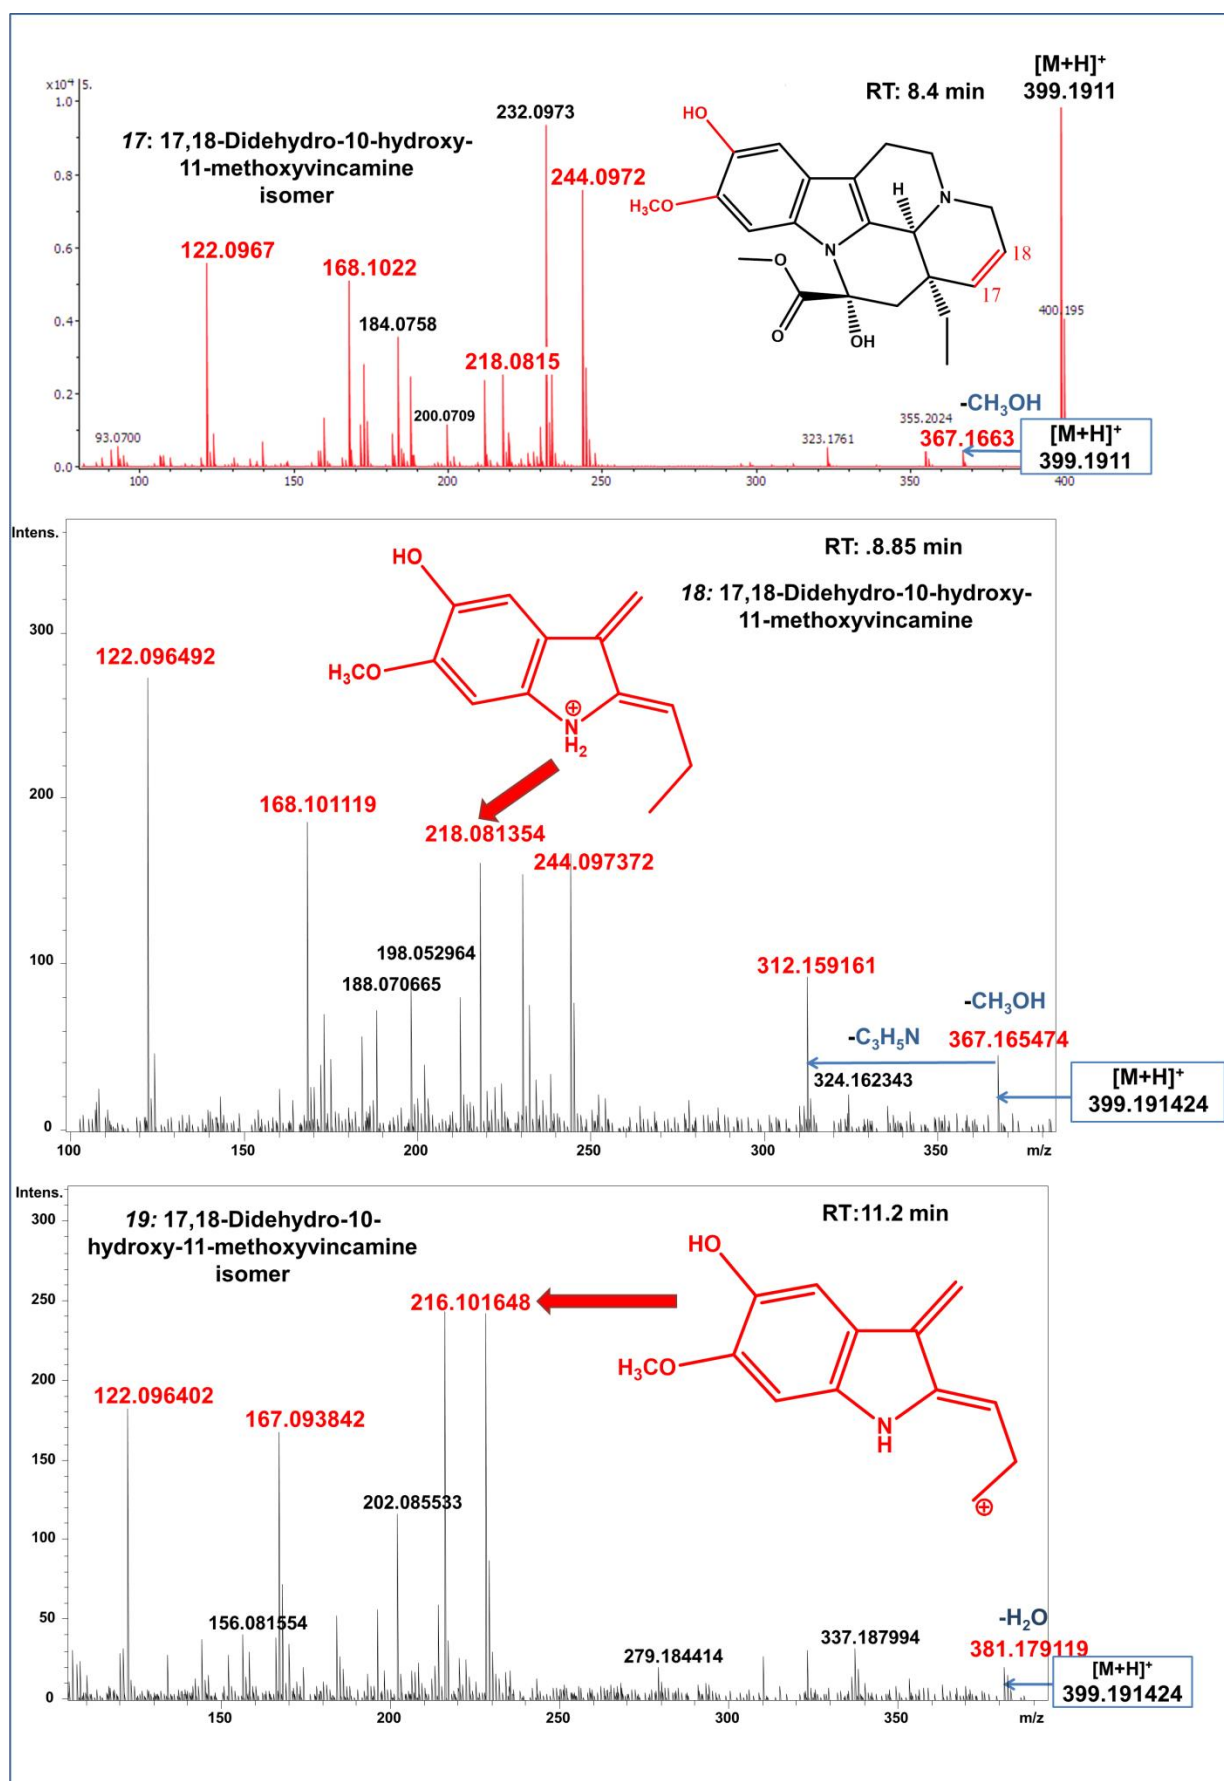 x10^4 5.
1.0
0.8
0.6
0.4
0.2
0.0
17: 17,18-Didehydro-10-hydroxy-
11-methoxyvincamine
isomer
RT: 8.4 min
[M+H]+
399.1911
232.0973
244.0972
122.0967
168.1022
184.0758
218.0815
200.0709
93.0700
323.1761
355.2024
400.195
-CH3OH
367.1663
[M+H]+
399.1911
HO
H3CO
H
N
N
O
O
OH
18
17
100
150
200
250
300
350
400
Intens.
RT: .8.85 min
18: 17,18-Didehydro-10-hydroxy-
11-methoxyvincamine
HO
H3CO
⊕
N
H2
300
200
100
0
122.096492
168.101119
218.081354
244.097372
198.052964
188.070665
312.159161
-CH3OH
-C3H5N
367.165474
324.162343
[M+H]+
399.191424
100
150
200
250
300
350
m/z
Intens.
19: 17,18-Didehydro-10-
hydroxy-11-methoxyvincamine
isomer
RT:11.2 min
HO
H3CO
N
H
⊕
300
250
200
150
100
50
0
216.101648
122.096402
167.093842
202.085533
156.081554
279.184414
337.187994
-H2O
381.179119
[M+H]+
399.191424
150
200
250
300
350
m/z